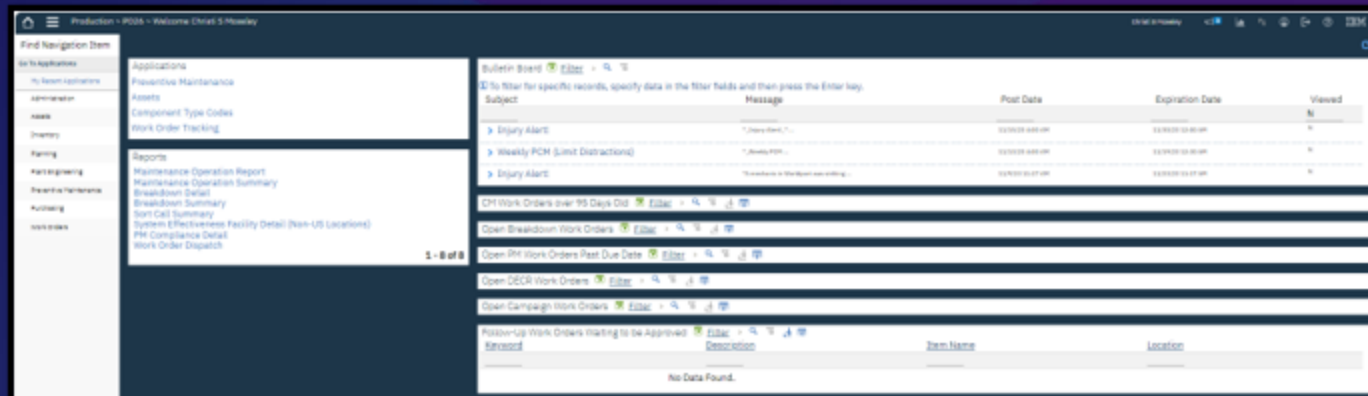 Production - P026 - Welcome Christi S Moseley
Christi S Moseley
IBM
Find Navigation Item
Go To Applications
My Recent Applications
Administration
Assets
Inventory
Planning
Plant Engineering
Preventive Maintenance
Purchasing
Work Orders
Applications
Preventive Maintenance
Assets
Component Type Codes
Work Order Tracking
Reports
Maintenance Operation Report
Maintenance Operation Summary
Breakdown Detail
Breakdown Summary
Sort Call Summary
System Effectiveness Facility Detail (Non-US Locations)
PM Compliance Detail
Work Order Dispatch
1 - 8 of 8
Bulletin Board Filter
To filter for specific records, specify data in the filter fields and then press the Enter key.
Subject Message Post Date Expiration Date Viewed
N
Injury Alert!
Weekly PCM (Limit Distractions)
Injury Alert!
CM Work Orders over 95 Days Old Filter
Open Breakdown Work Orders Filter
Open PM Work Orders Past Due Date Filter
Open DECR Work Orders Filter
Open Campaign Work Orders Filter
Follow-Up Work Orders Waiting to be Approved Filter
Keyword Description Item Name Location
No Data Found.